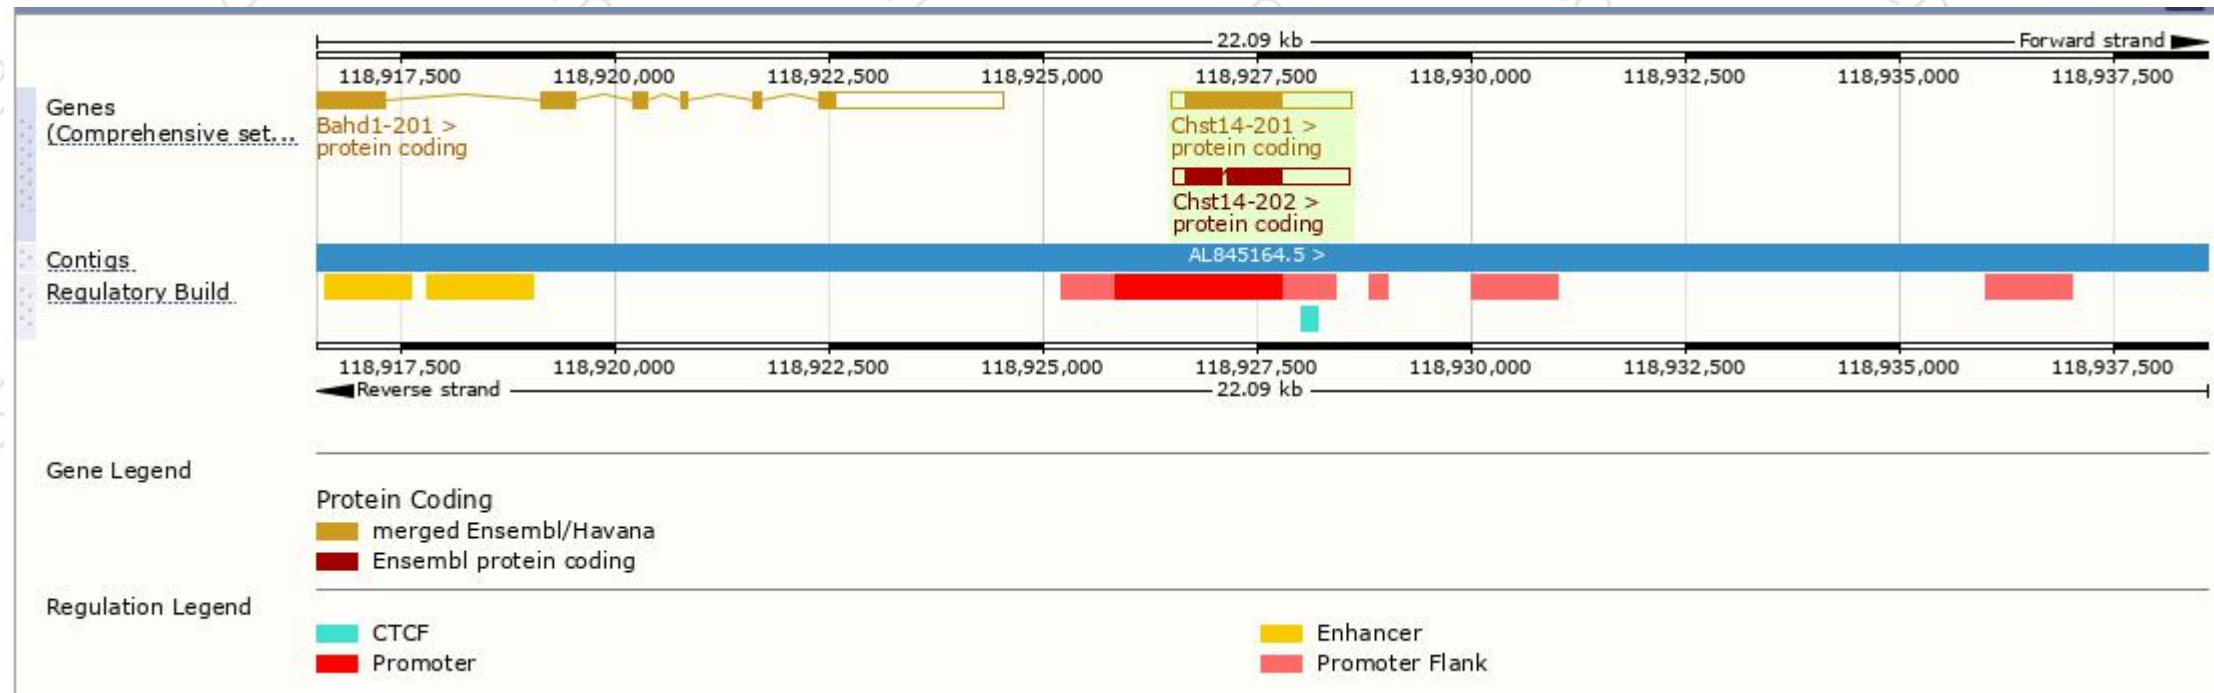 22.09 kb
Forward strand
118,917,500 118,920,000 118,922,500 118,925,000 118,927,500 118,930,000 118,932,500 118,935,000 118,937,500
Genes
(Comprehensive set...
Bahd1-201 >
protein coding
Chst14-201 >
protein coding
Chst14-202 >
protein coding
Contigs
AL845164.5 >
Regulatory Build
118,917,500 118,920,000 118,922,500 118,925,000 118,927,500 118,930,000 118,932,500 118,935,000 118,937,500
Reverse strand
22.09 kb
Gene Legend
Protein Coding
merged Ensembl/Havana
Ensembl protein coding
Regulation Legend
CTCF
Enhancer
Promoter
Promoter Flank